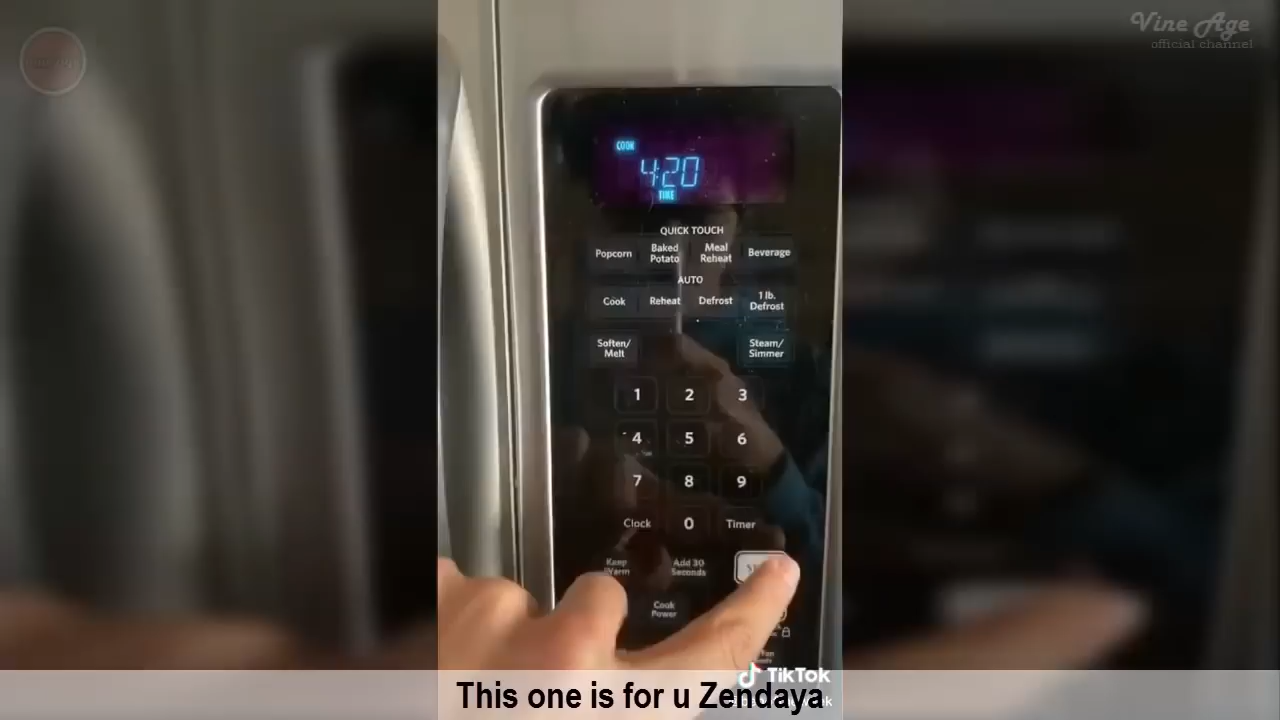 Vine Age
official channel
COOK
4:20
TIME
QUICK TOUCH
Popcorn
Baked
Potato
Meal
Reheat
Beverage
AUTO
Cook
Reheat
Defrost
1 lb.
Defrost
Soften/
Melt
Steam/
Simmer
1 2 3
4 5 6
7 8 9
Clock 0 Timer
Keep
Warm
Add 30
Seconds
Cook
Power
TikTok
This one is for u Zendaya